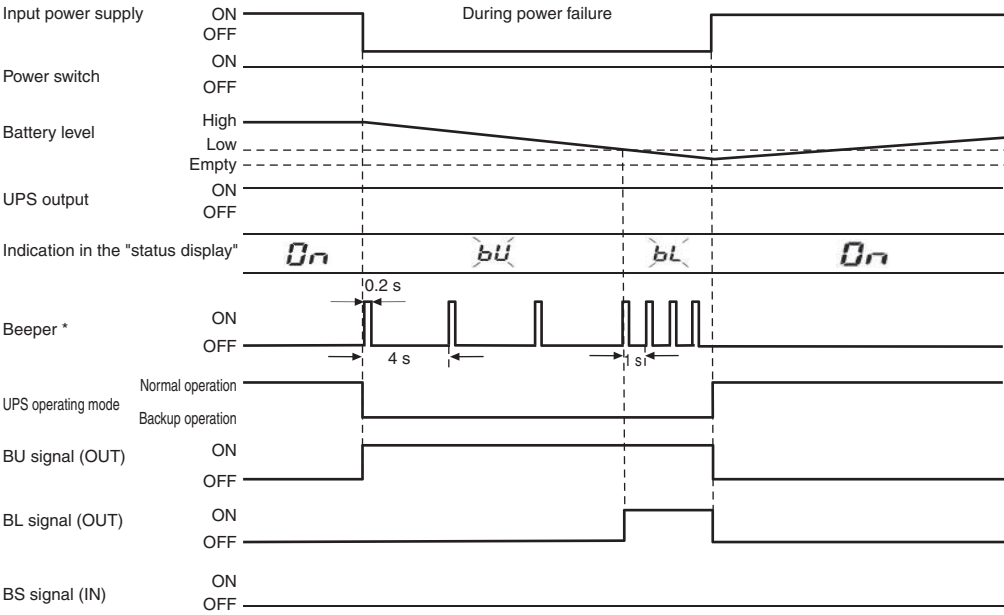 Input power supply
ON
OFF
During power failure
Power switch
ON
OFF
Battery level
High
Low
Empty
UPS output
ON
OFF
Indication in the "status display"
On
bU
bL
On
0.2 s
Beeper *
ON
OFF
4 s
1 s
UPS operating mode
Normal operation
Backup operation
BU signal (OUT)
ON
OFF
BL signal (OUT)
ON
OFF
BS signal (IN)
ON
OFF